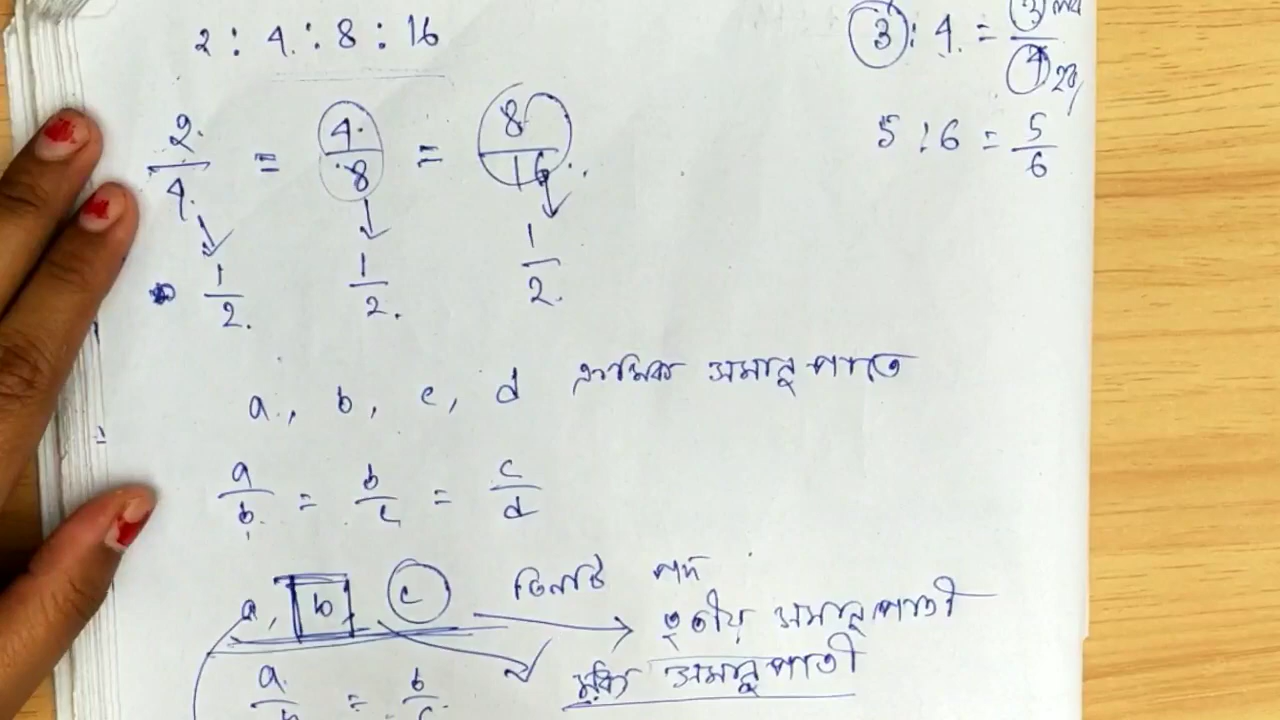 2 : 4 : 8 : 16
3 : 4 = 3/4
5 : 6 = 5/6
2/4 = 4/8 = 8/16
1/2 1/2 1/2
a, b, c, d ক্রমিক সমানুপাতে
a/b = b/c = c/d
a, b, c তিনটি পদ
তৃতীয় সমানুপাতী
মধ্য সমানুপাতী
a/b = b/c